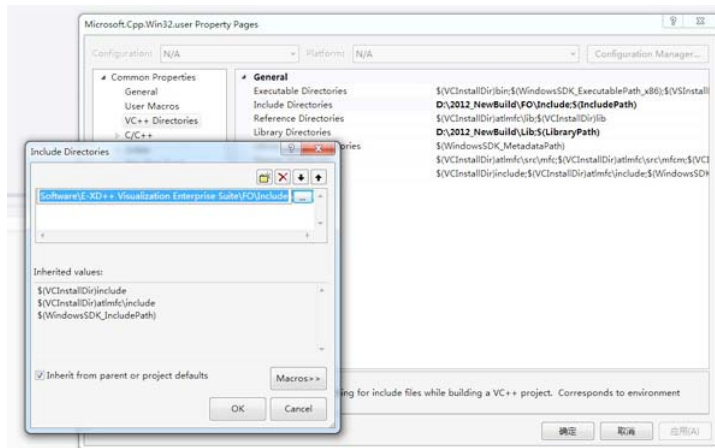 Microsoft.Cpp.Win32.user Property Pages
Configuration: N/A Platform: N/A Configuration Manager...
Common Properties
General
User Macros
VC++ Directories
C/C++
General
Executable Directories $(VCInstallDir)bin;$(WindowsSDK_ExecutablePath_x86);$(VSInstall
Include Directories D:\2012_NewBuild\FO\Include;$(IncludePath)
Reference Directories $(VCInstallDir)atlmfc\lib;$(VCInstallDir)lib
Library Directories D:\2012_NewBuild\Lib;$(LibraryPath)
ories $(WindowsSDK_MetadataPath)
$(VCInstallDir)atlmfc\src\mfc;$(VCInstallDir)atlmfc\src\mfcm;$(VCI
$(VCInstallDir)include;$(VCInstallDir)atlmfc\include;$(WindowsSDK
Include Directories
Software\E-XD++ Visualization Enterprise Suite\FO\Include ...
Inherited values:
$(VCInstallDir)include
$(VCInstallDir)atlmfc\include
$(WindowsSDK_IncludePath)
Inherit from parent or project defaults
Macros>>
OK Cancel
ing for include files while building a VC++ project. Corresponds to environment
确定 取消 应用(A)